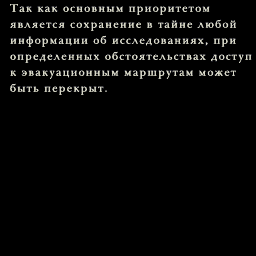 Так как основным приоритетом
является сохранение в тайне любой
информации об исследованиях, при
определенных обстоятельствах доступ
к эвакуационным маршрутам может
быть перекрыт.